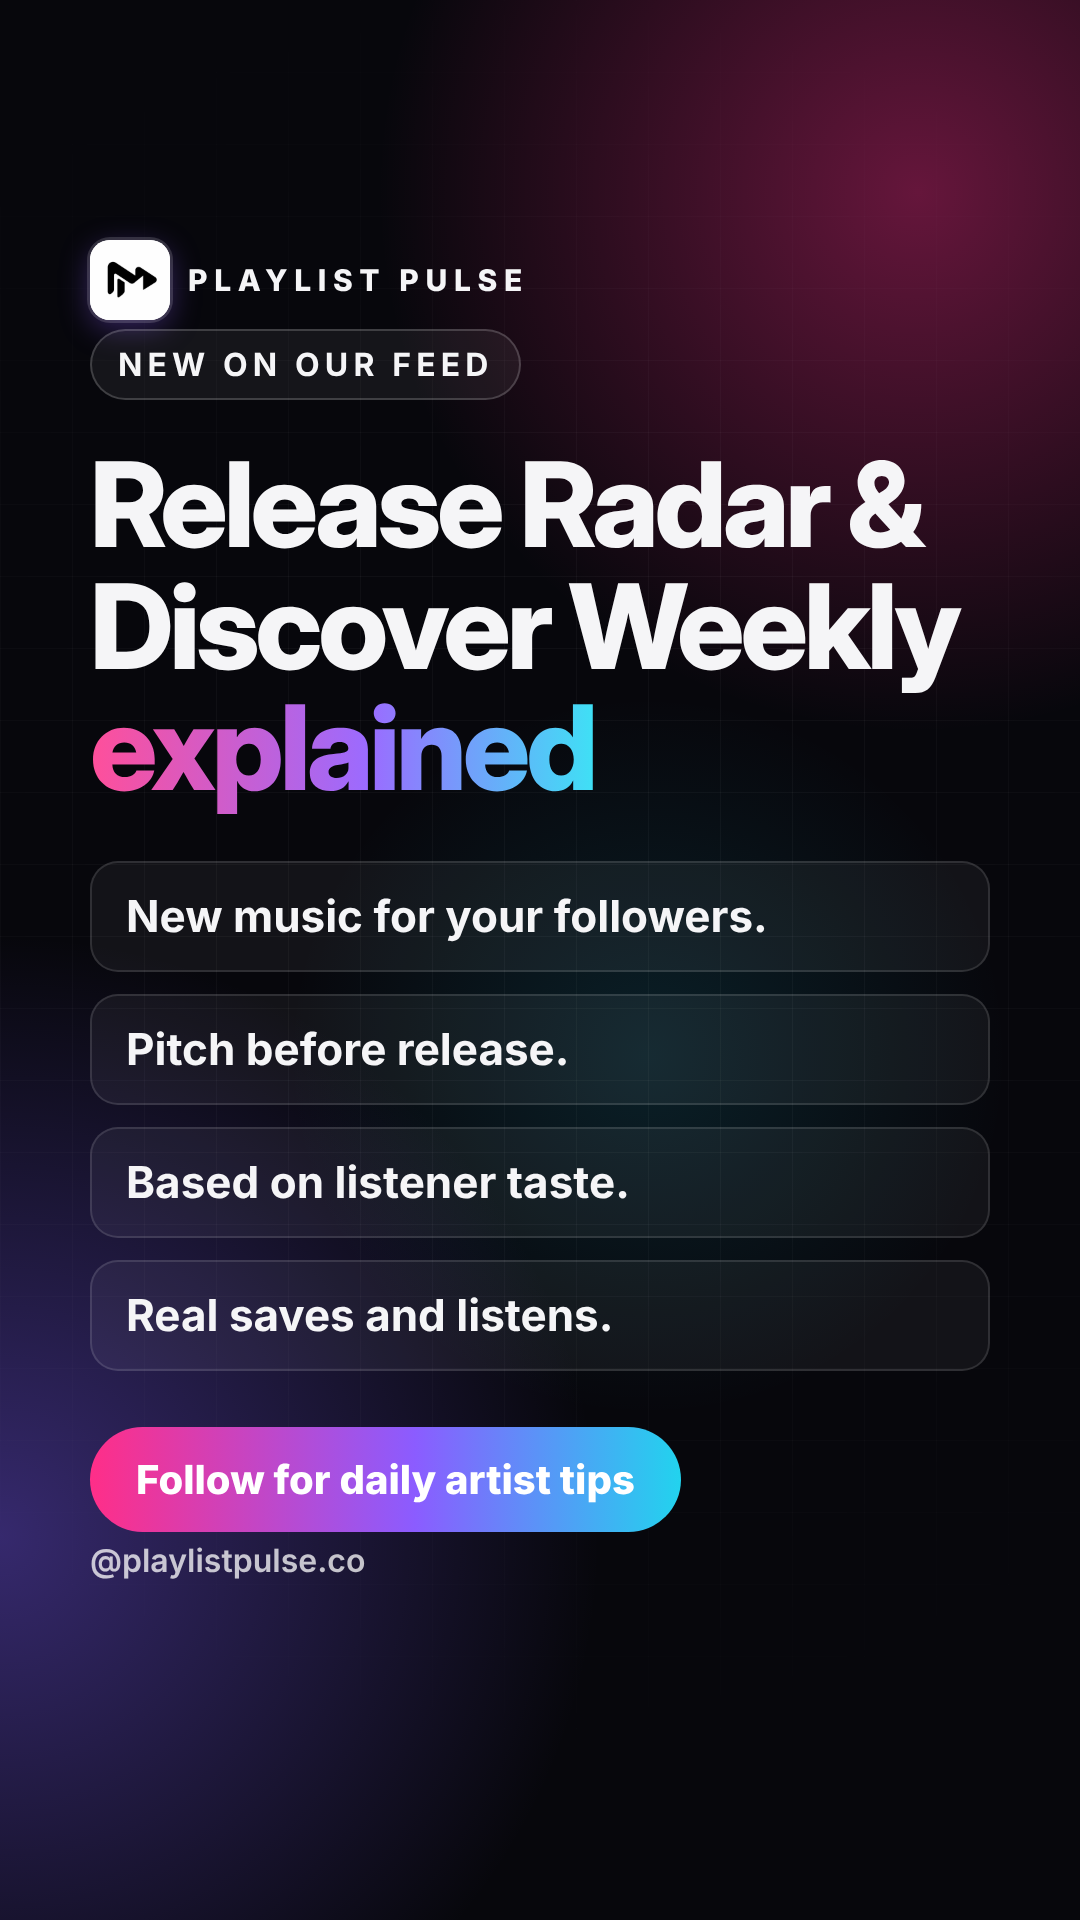 PLAYLIST PULSE
NEW ON OUR FEED
Release Radar &
Discover Weekly
explained
New music for your followers.
Pitch before release.
Based on listener taste.
Real saves and listens.
Follow for daily artist tips
@playlistpulse.co